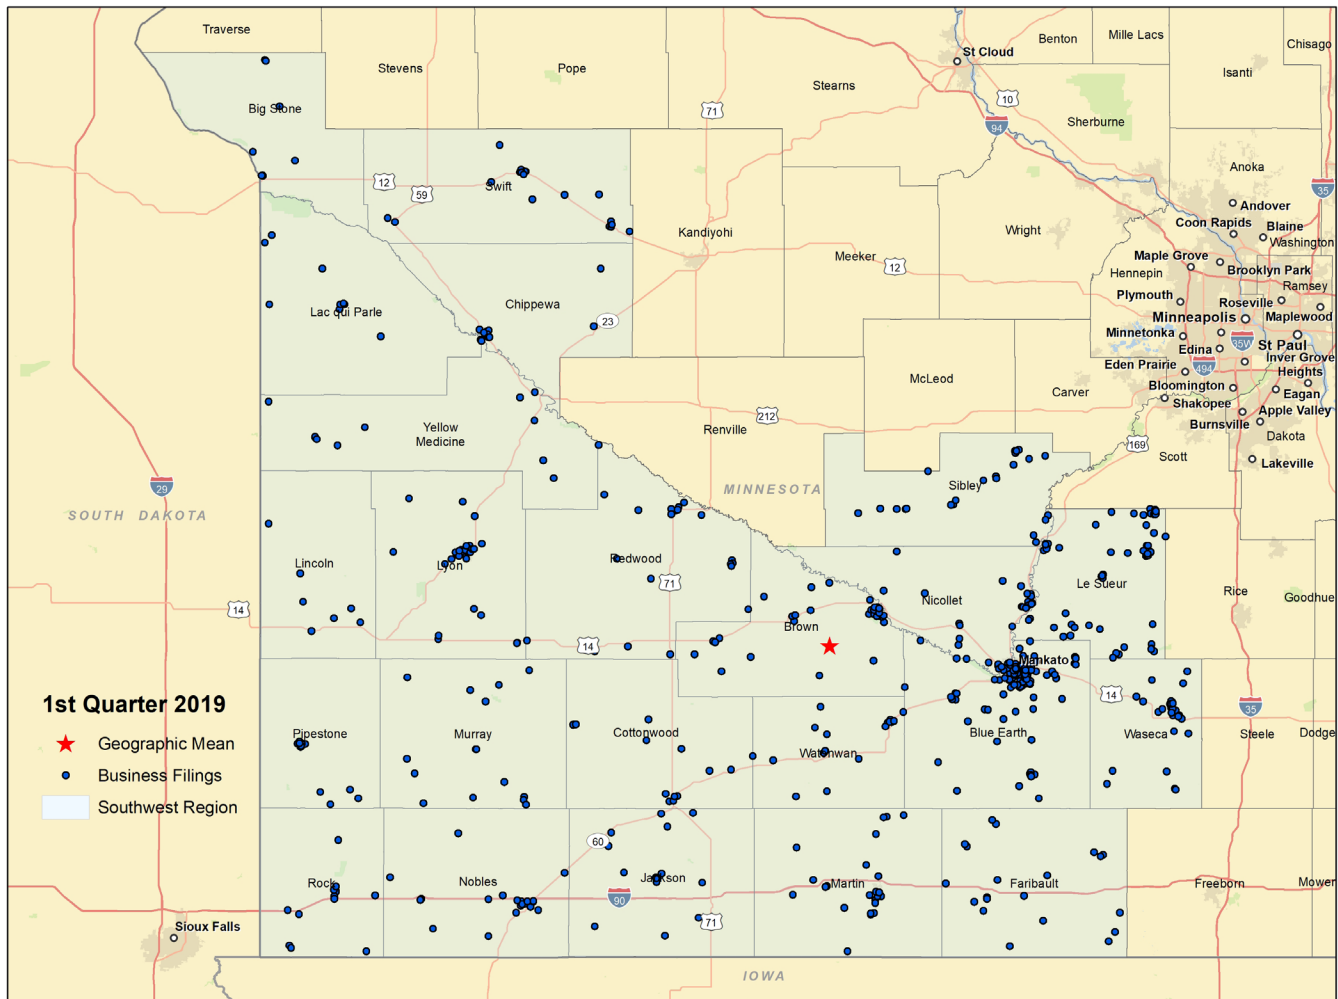 Traverse
Stevens
Pope
Stearns
St Cloud
Benton
Mille Lacs
Chisago
Isanti
Big Stone
71
10
94
Sherburne
Anoka
35
12
59
Swift
Andover
Coon Rapids
Blaine
Washington
Kandiyohi
Wright
Meeker
12
Maple Grove
Hennepin
Brooklyn Park
Ramsey
Plymouth
Roseville
Minneapolis
Maplewood
Lac qui Parle
Chippewa
23
Minnetonka
35W
St Paul
Edina
Inver Grove
Heights
Eden Prairie
494
McLeod
Carver
Bloomington
Eagan
Shakopee
Apple Valley
Burnsville
Dakota
Yellow
Medicine
Renville
212
169
Scott
Lakeville
29
SOUTH DAKOTA
MINNESOTA
Sibley
Lincoln
Lyon
Redwood
71
Le Sueur
Rice
Goodhue
14
Nicollet
Brown
14
Mankato
14
35
1st Quarter 2019
Geographic Mean
Business Filings
Southwest Region
Pipestone
Murray
Cottonwood
Watonwan
Blue Earth
Waseca
Steele
Dodge
60
Rock
Nobles
Jackson
90
Martin
Faribault
Freeborn
Mower
71
Sioux Falls
IOWA